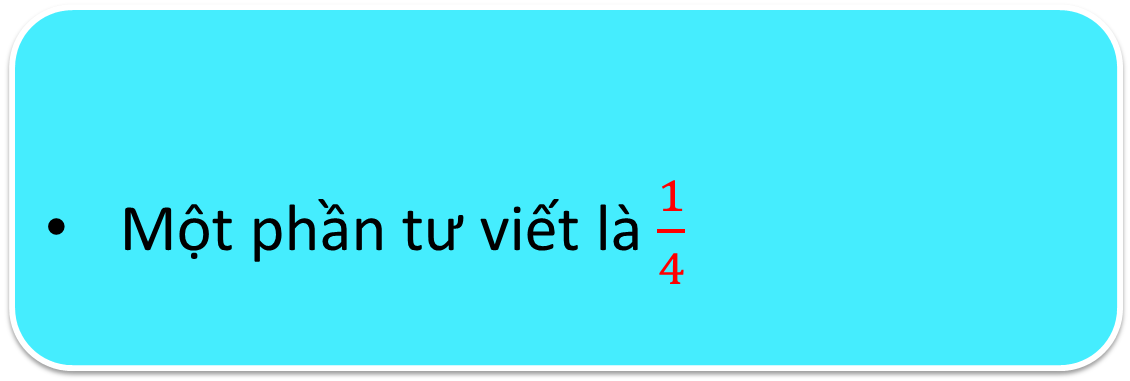 • Một phần tư viết là 1/4